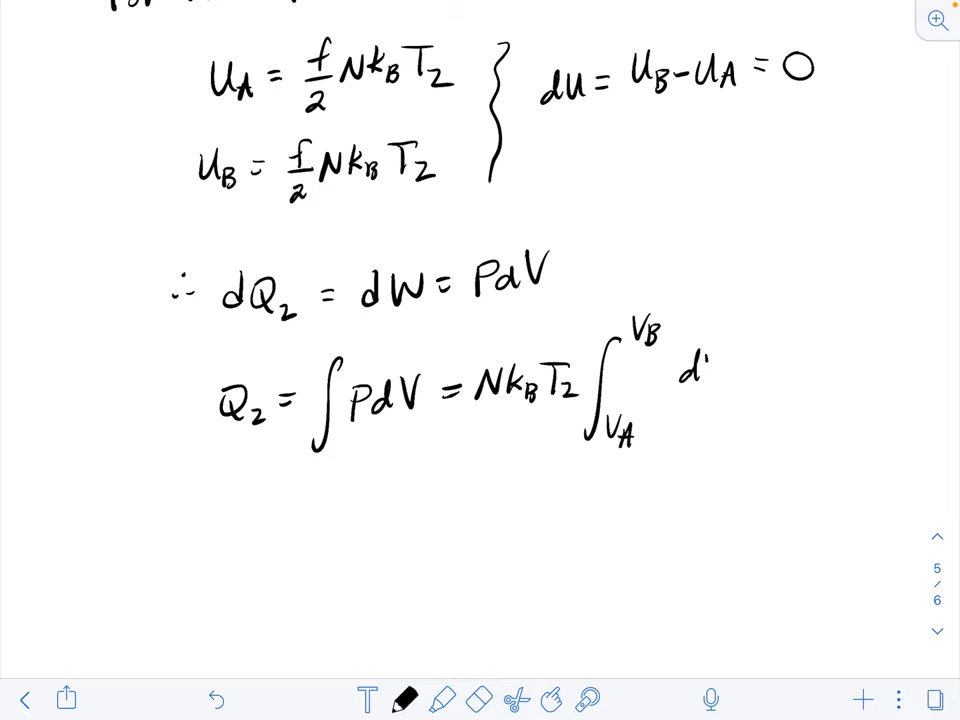 U_A = f/2 N k_B T_2 } dU = U_B - U_A = 0
U_B = f/2 N k_B T_2
∴ dQ_2 = dW = PdV
Q_2 = ∫ PdV = N k_B T_2 ∫_{V_A}^{V_B} d
5
/
6
T